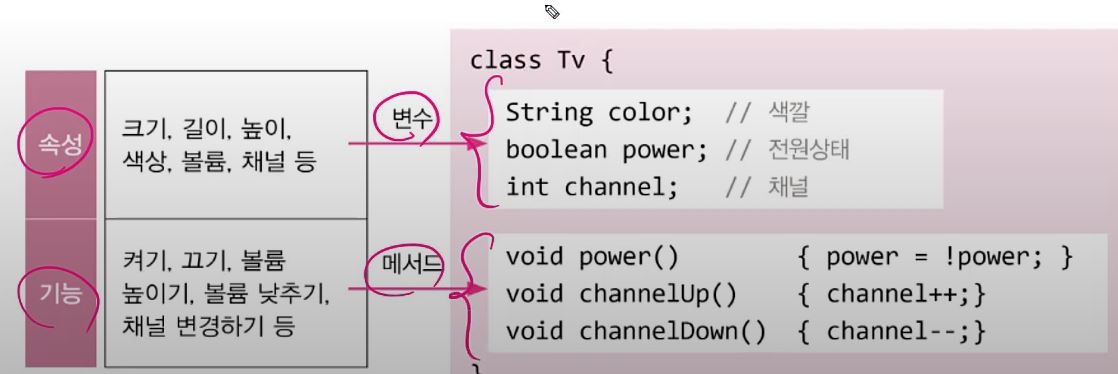 속성
크기, 길이, 높이,
색상, 볼륨, 채널 등
변수
기능
켜기, 끄기, 볼륨
높이기, 볼륨 낮추기,
채널 변경하기 등
메서드
class Tv {
String color; // 색깔
boolean power; // 전원상태
int channel; // 채널
void power() { power = !power; }
void channelUp() { channel++;}
void channelDown() { channel--;}
}